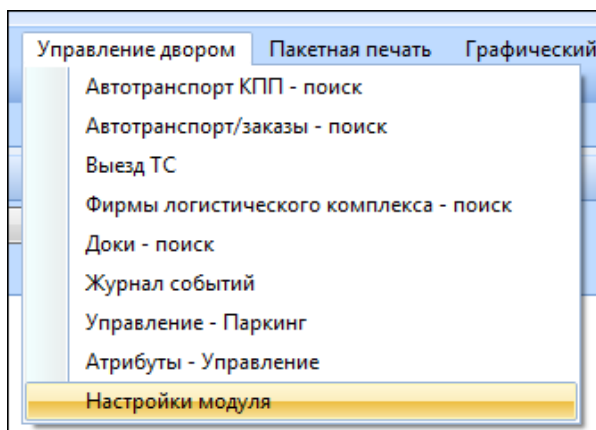 Управление двором Пакетная печать Графический
Автотранспорт КПП - поиск
Автотранспорт/заказы - поиск
Выезд ТС
Фирмы логистического комплекса - поиск
Доки - поиск
Журнал событий
Управление - Паркинг
Атрибуты - Управление
Настройки модуля